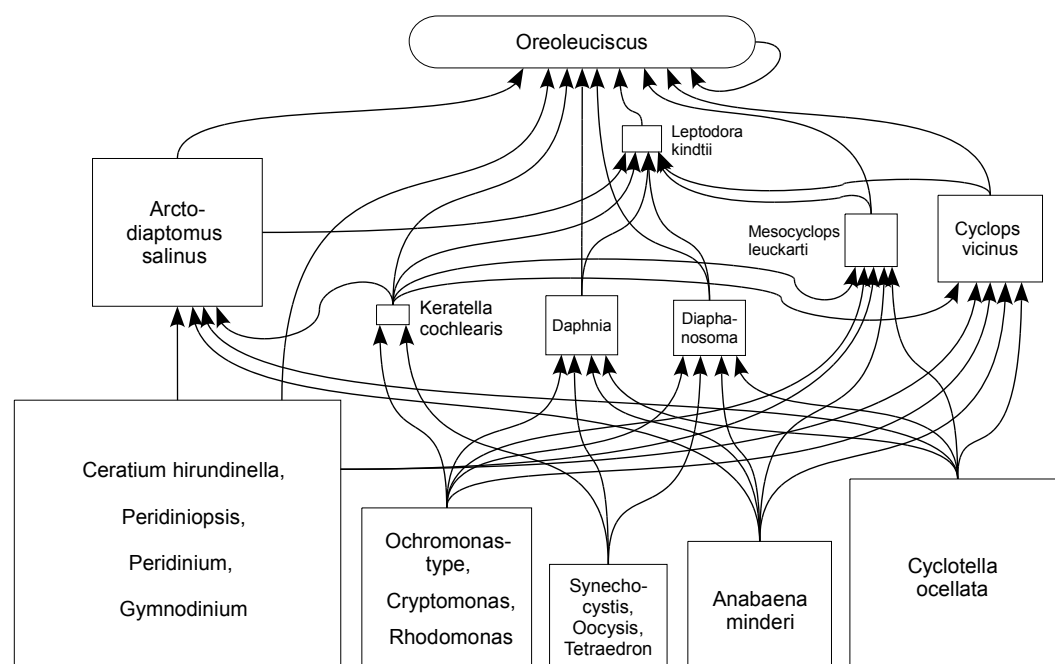 Oreoleuciscus
Leptodora
kindtii
Arcto-
diaptomus
salinus
Mesocyclops
leuckarti
Cyclops
vicinus
Keratella
cochlearis
Daphnia
Diapha-
nosoma
Ceratium hirundinella,
Peridiniopsis,
Peridinium,
Gymnodinium
Ochromonas-
type,
Cryptomonas,
Rhodomonas
Synecho-
cystis,
Oocysis,
Tetraedron
Anabaena
minderi
Cyclotella
ocellata